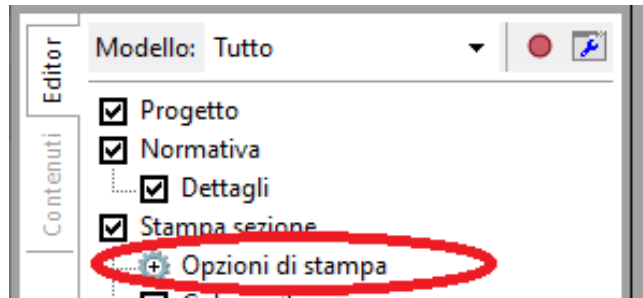 Editor
Contenuti
Modello: Tutto
Progetto
Normativa
Dettagli
Stampa sezione
Opzioni di stampa